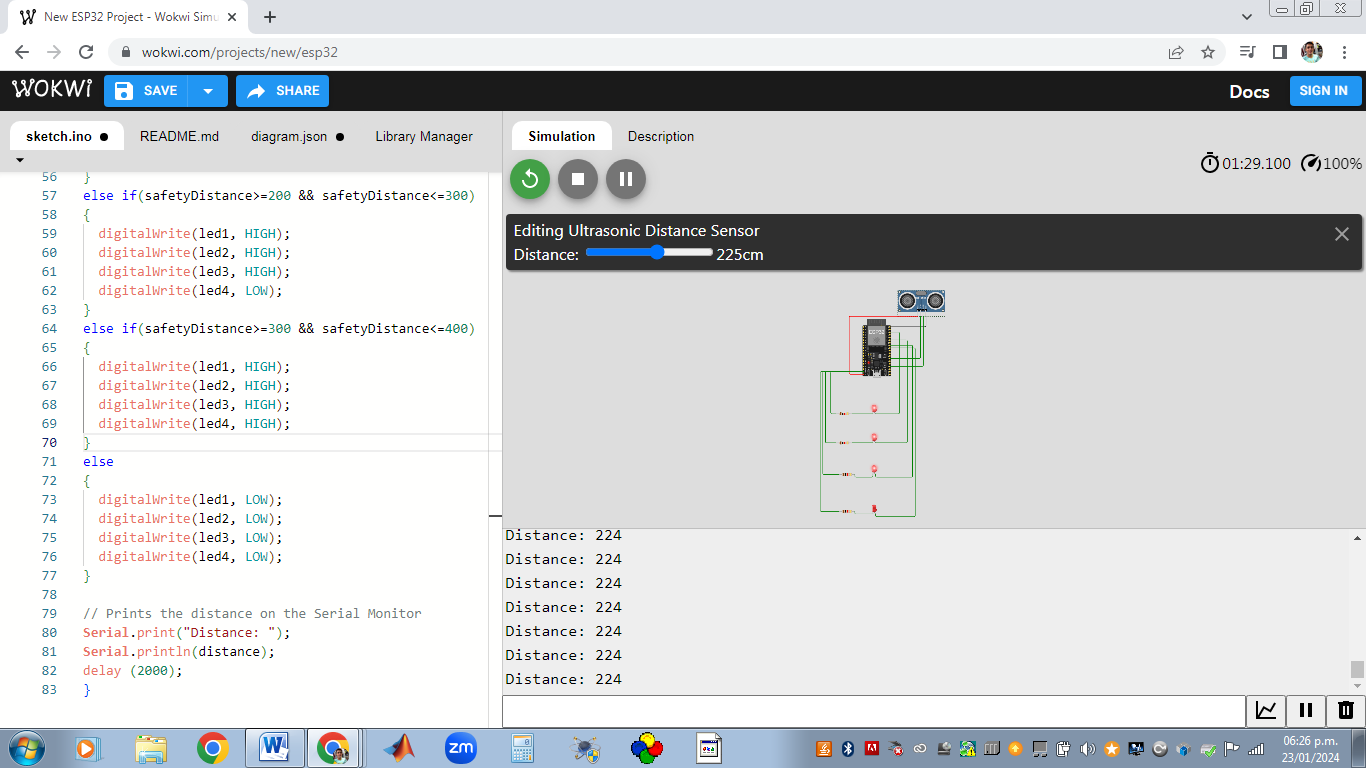 New ESP32 Project - Wokwi Simu
wokwi.com/projects/new/esp32
WOKWI
SAVE
SHARE
Docs
SIGN IN
sketch.ino
README.md
diagram.json
Library Manager
Simulation
Description
01:29.100
100%
56 }
57 else if(safetyDistance>=200 && safetyDistance<=300)
58 {
59 digitalWrite(led1, HIGH);
60 digitalWrite(led2, HIGH);
61 digitalWrite(led3, HIGH);
62 digitalWrite(led4, LOW);
63 }
64 else if(safetyDistance>=300 && safetyDistance<=400)
65 {
66 digitalWrite(led1, HIGH);
67 digitalWrite(led2, HIGH);
68 digitalWrite(led3, HIGH);
69 digitalWrite(led4, HIGH);
70 }
71 else
72 {
73 digitalWrite(led1, LOW);
74 digitalWrite(led2, LOW);
75 digitalWrite(led3, LOW);
76 digitalWrite(led4, LOW);
77 }
78
79 // Prints the distance on the Serial Monitor
80 Serial.print("Distance: ");
81 Serial.println(distance);
82 delay (2000);
83 }
Editing Ultrasonic Distance Sensor
Distance: 225cm
ESP32
Distance: 224
Distance: 224
Distance: 224
Distance: 224
Distance: 224
Distance: 224
Distance: 224
zm
06:26 p.m.
23/01/2024